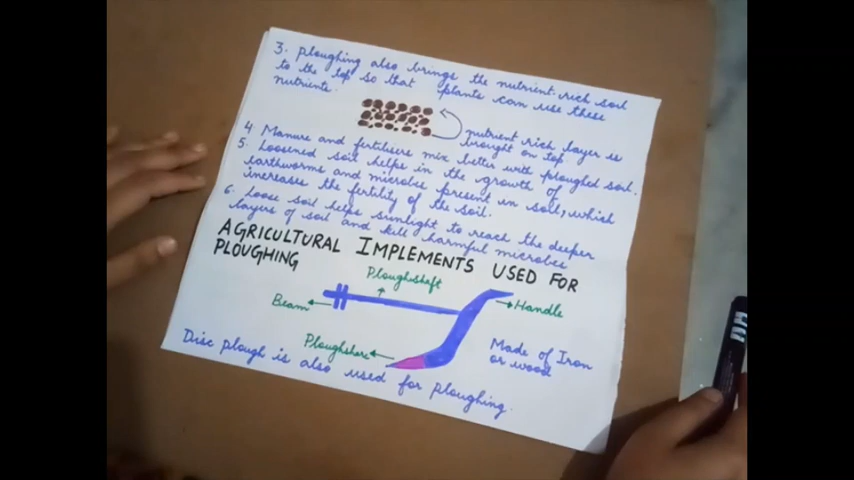 3. Ploughing also brings the nutrient-rich soil
to the top so that plants can use these
nutrients.
nutrient rich layer is
brought on top
4 Manure and fertilisers mix better with ploughed soil.
5. Loosened soil helps in the growth of
earthworms and microbes present in soil, which
increases the fertility of the soil.
6. Loose soil helps sunlight to reach the deeper
layers of soil and kill harmful microbes
AGRICULTURAL IMPLEMENTS USED FOR
PLOUGHING
Ploughshaft
Beam
Handle
Ploughshare
Made of Iron
or wood
Disc plough is also used for ploughing.